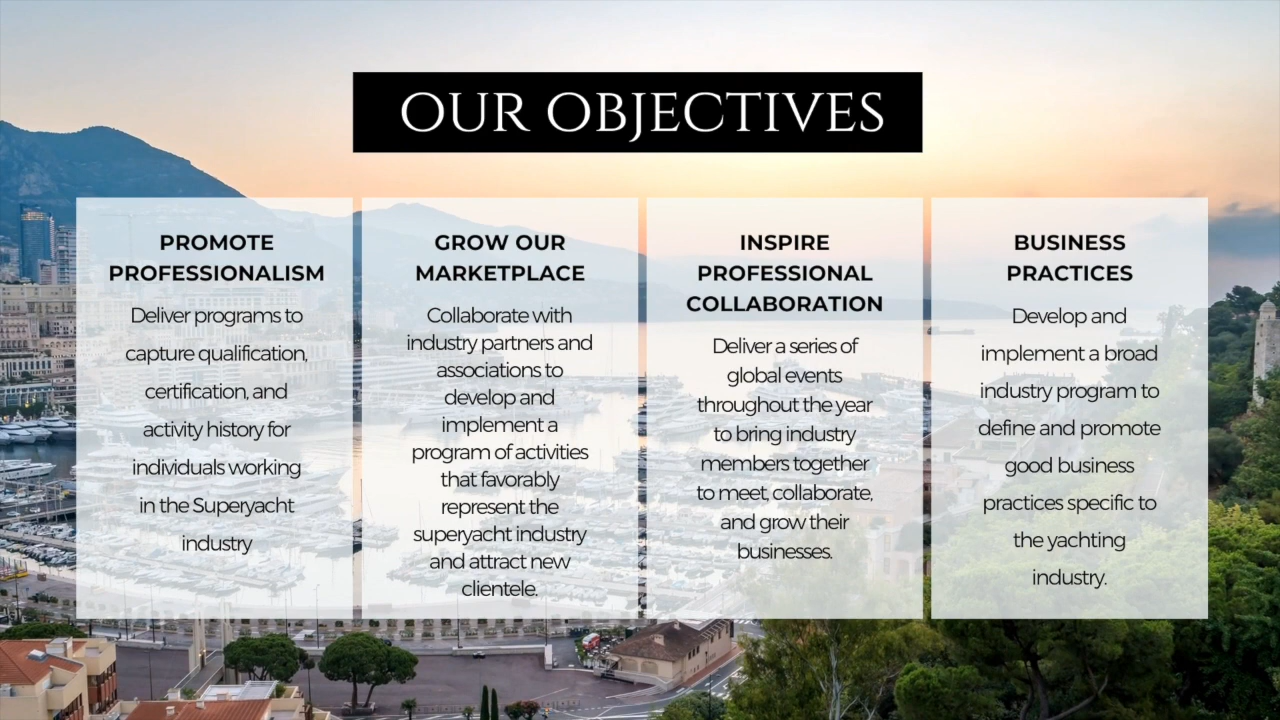 OUR OBJECTIVES
PROMOTE
PROFESSIONALISM
Deliver programs to
capture qualification,
certification, and
activity history for
individuals working
in the Superyacht
industry
GROW OUR
MARKETPLACE
Collaborate with
industry partners and
associations to
develop and
implement a
program of activities
that favorably
represent the
superyacht industry
and attract new
clientele.
INSPIRE
PROFESSIONAL
COLLABORATION
Deliver a series of
global events
throughout the year
to bring industry
members together
to meet, collaborate,
and grow their
businesses.
BUSINESS
PRACTICES
Develop and
implement a broad
industry program to
define and promote
good business
practices specific to
the yachting
industry.